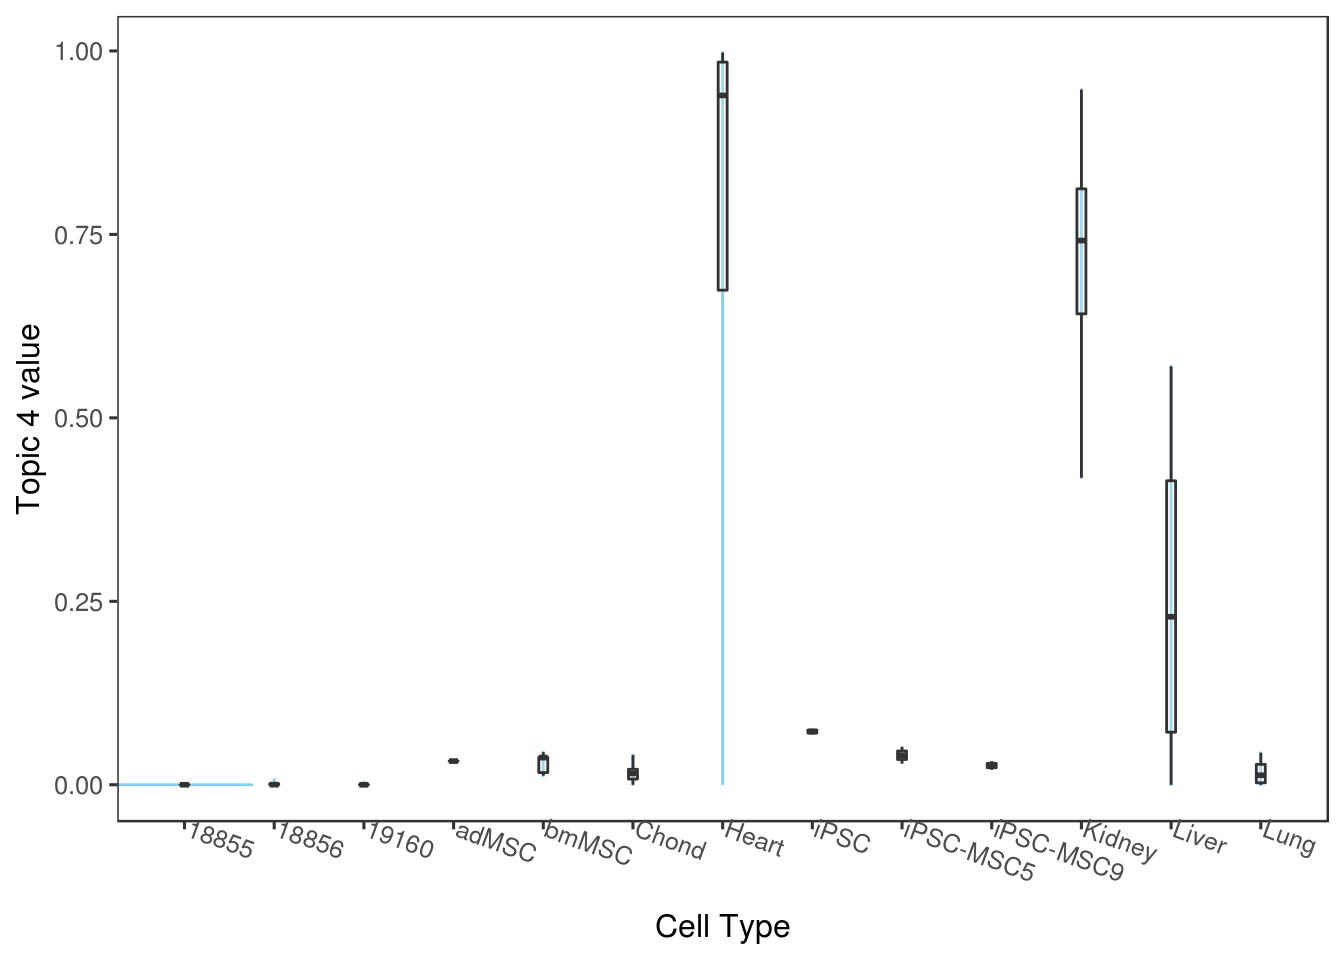 1.00
0.75
0.50
0.25
0.00
Topic 4 value
18855
18856
19160
adMSC
bmMSC
Chond
Heart
iPSC
iPSC-MSC5
iPSC-MSC9
Kidney
Liver
Lung
Cell Type